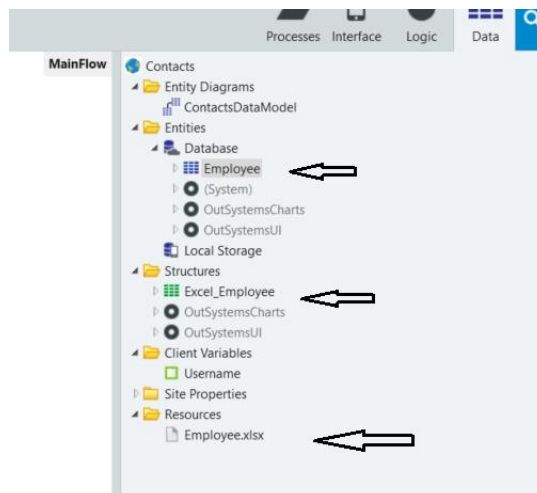 Processes Interface Logic Data
MainFlow
Contacts
Entity Diagrams
ContactsDataModel
Entities
Database
Employee
(System)
OutSystemsCharts
OutSystemsUI
Local Storage
Structures
Excel_Employee
OutSystemsCharts
OutSystemsUI
Client Variables
Username
Site Properties
Resources
Employee.xlsx